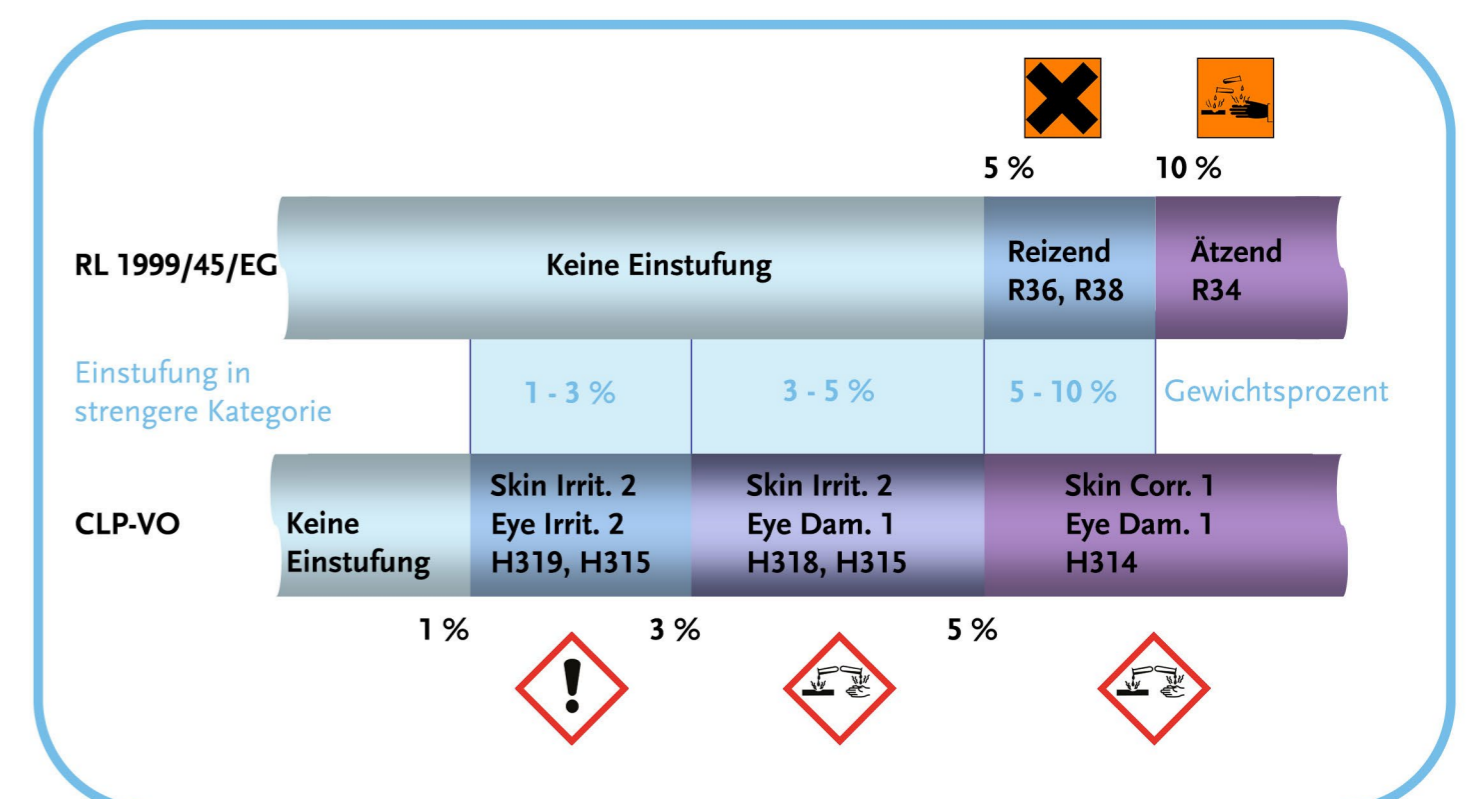 5 %
10 %
RL 1999/45/EG
Keine Einstufung
Reizend
R36, R38
Ätzend
R34
Einstufung in
strengere Kategorie
1 - 3 %
3 - 5 %
5 - 10 %
Gewichtsprozent
CLP-VO
Keine
Einstufung
Skin Irrit. 2
Eye Irrit. 2
H319, H315
Skin Irrit. 2
Eye Dam. 1
H318, H315
Skin Corr. 1
Eye Dam. 1
H314
1 %
3 %
5 %